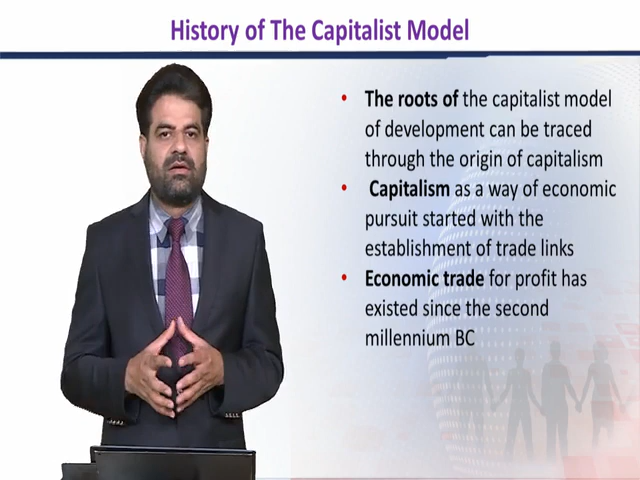 History of The Capitalist Model
• The roots of the capitalist model
of development can be traced
through the origin of capitalism
• Capitalism as a way of economic
pursuit started with the
establishment of trade links
• Economic trade for profit has
existed since the second
millennium BC